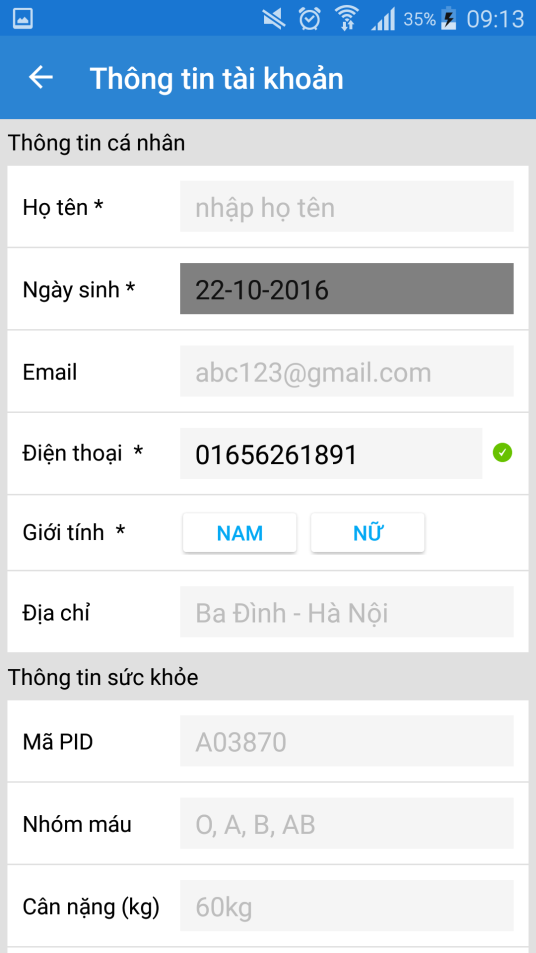 35% 09:13
Thông tin tài khoản
Thông tin cá nhân
Họ tên * nhập họ tên
Ngày sinh * 22-10-2016
Email abc123@gmail.com
Điện thoại * 01656261891
Giới tính * NAM NỮ
Địa chỉ Ba Đình - Hà Nội
Thông tin sức khỏe
Mã PID A03870
Nhóm máu O, A, B, AB
Cân nặng (kg) 60kg